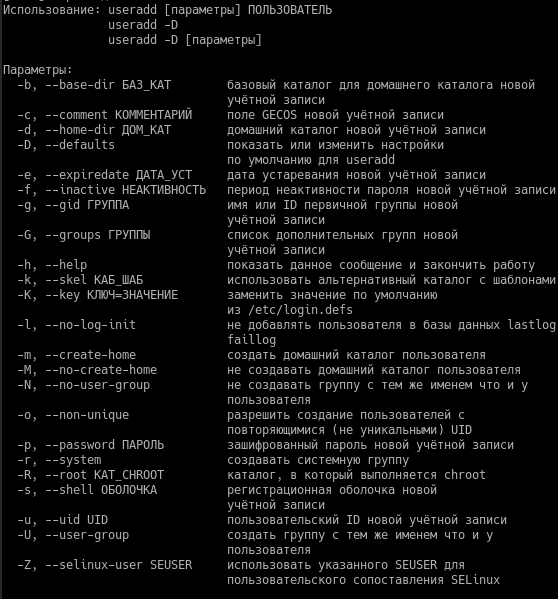 Использование: useradd [параметры] ПОЛЬЗОВАТЕЛЬ
useradd -D
useradd -D [параметры]
Параметры:
-b, --base-dir БАЗ_КАТ базовый каталог для домашнего каталога новой
учётной записи
-c, --comment КОММЕНТАРИЙ поле GECOS новой учётной записи
-d, --home-dir ДОМ_КАТ домашний каталог новой учётной записи
-D, --defaults показать или изменить настройки
по умолчанию для useradd
-e, --expiredate ДАТА_УСТ дата устаревания новой учётной записи
-f, --inactive НЕАКТИВНОСТЬ период неактивности пароля новой учётной записи
-g, --gid ГРУППА имя или ID первичной группы новой
учётной записи
-G, --groups ГРУППЫ список дополнительных групп новой
учётной записи
-h, --help показать данное сообщение и закончить работу
-k, --skel КАБ_ШАБ использовать альтернативный каталог с шаблонами
-K, --key КЛЮЧ=ЗНАЧЕНИЕ заменить значение по умолчанию
из /etc/login.defs
-l, --no-log-init не добавлять пользователя в базы данных lastlog
faillog
-m, --create-home создать домашний каталог пользователя
-M, --no-create-home не создавать домашний каталог пользователя
-N, --no-user-group не создавать группу с тем же именем что и у
пользователя
-o, --non-unique разрешить создание пользователей с
повторяющимися (не уникальными) UID
-p, --password ПАРОЛЬ зашифрованный пароль новой учётной записи
-r, --system создавать системную группу
-R, --root КАТ_CHROOT каталог, в который выполняется chroot
-s, --shell ОБОЛОЧКА регистрационная оболочка новой
учётной записи
-u, --uid UID пользовательский ID новой учётной записи
-U, --user-group создать группу с тем же именем что и у
пользователя
-Z, --selinux-user SEUSER использовать указанного SEUSER для
пользовательского сопоставления SELinux